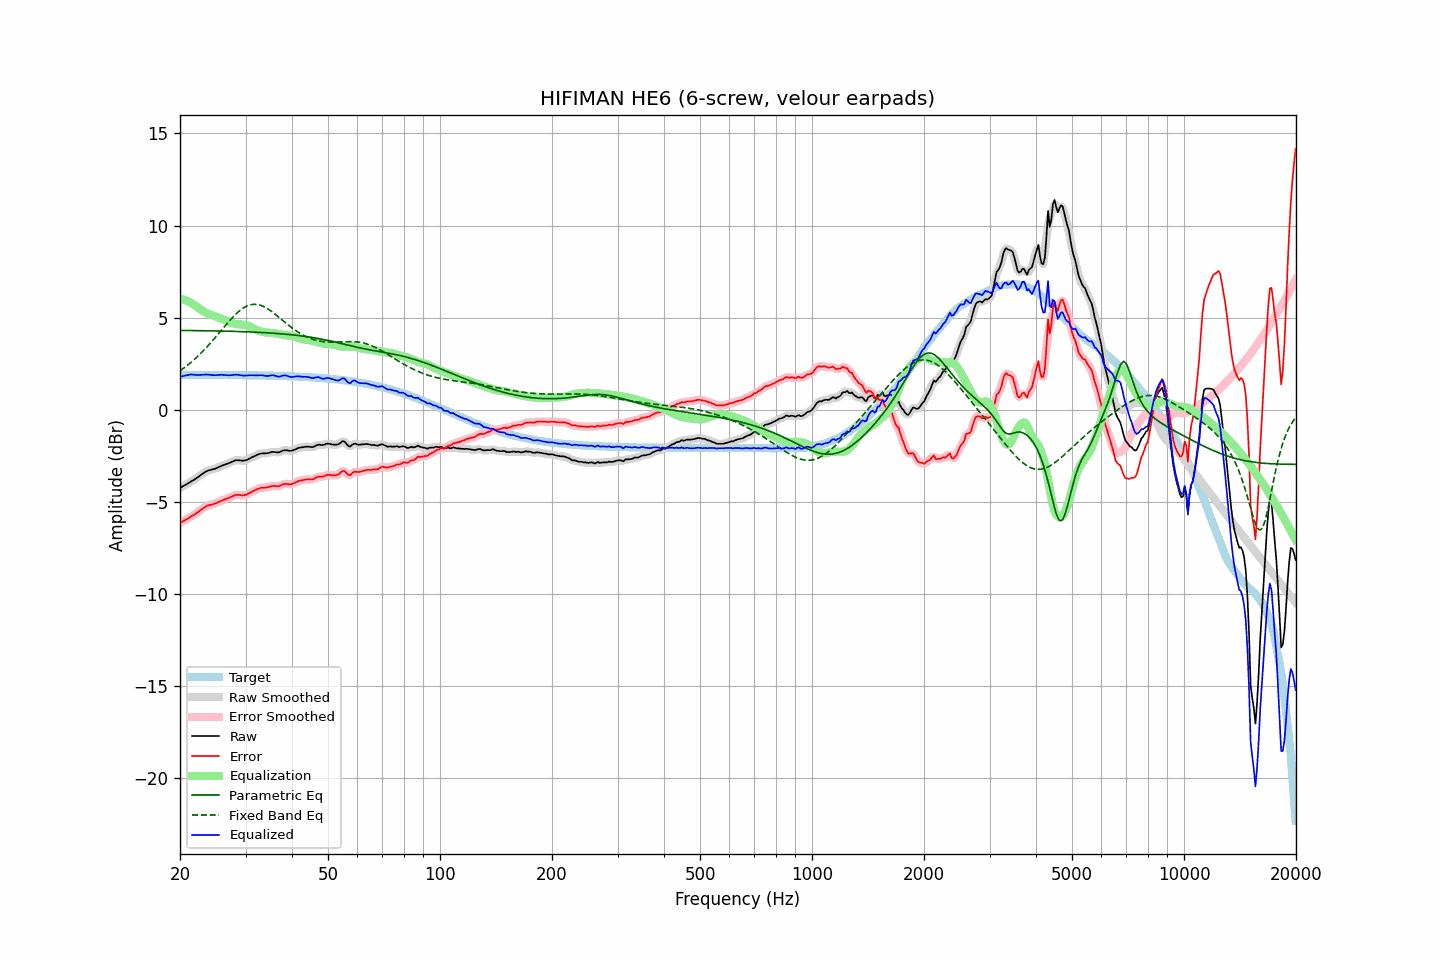 HIFIMAN HE6 (6-screw, velour earpads)
Amplitude (dBr)
15
10
5
0
−5
−10
−15
−20
Target
Raw Smoothed
Error Smoothed
Raw
Error
Equalization
Parametric Eq
Fixed Band Eq
Equalized
20 50 100 200 500 1000 2000 5000 10000 20000
Frequency (Hz)